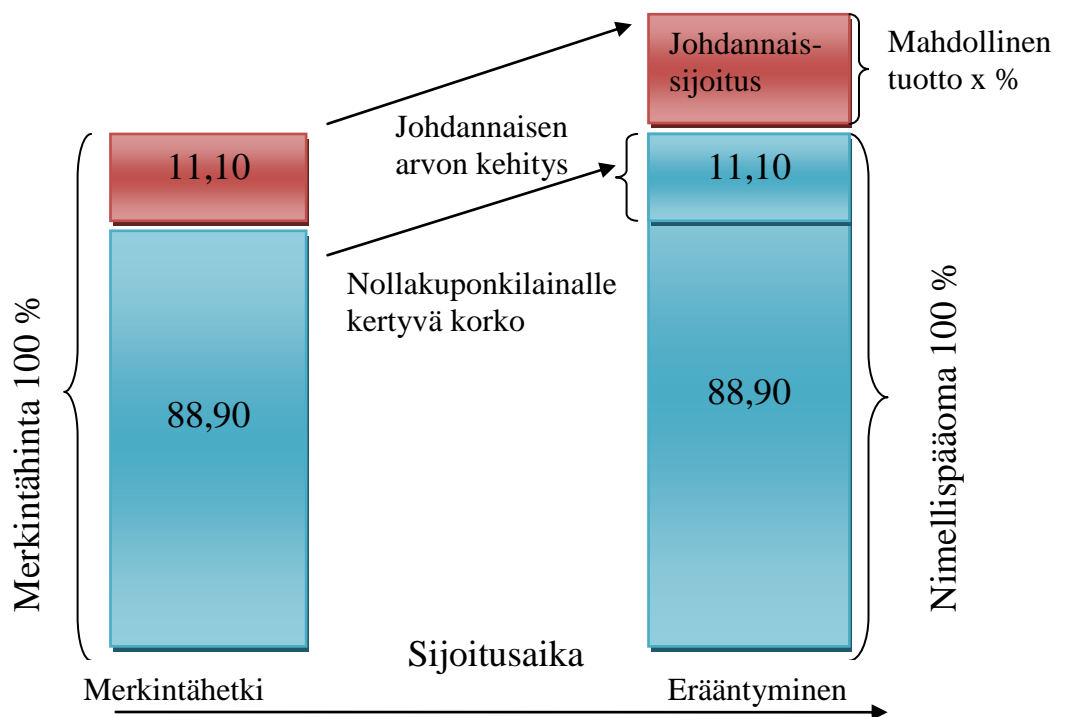 Johdannais-
sijoitus
Mahdollinen
tuotto x %
Johdannaisen
arvon kehitys
11,10
11,10
Nollakuponkilainalle
kertyvä korko
Merkintähinta 100 %
88,90
88,90
Nimellispääoma 100 %
Sijoitusaika
Merkintähetki
Erääntyminen